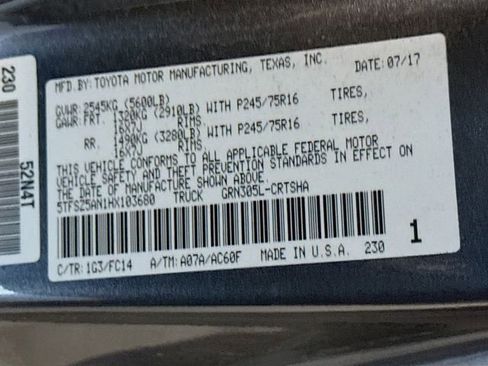 MFD.BY: TOYOTA MOTOR MANUFACTURING, TEXAS, INC. 07/17
GVWR: 2545KG (5600LB)
GAWR: FRT. 1320KG (2910LB) WITH P245/75R16 TIRES,
16X7J RIMS
RR. 1490KG (3280LB) WITH P245/75R16 TIRES,
16X7J RIMS
THIS VEHICLE CONFORMS TO ALL APPLICABLE FEDERAL MOTOR
VEHICLE SAFETY AND THEFT PREVENTION STANDARDS IN EFFECT ON
THE DATE OF MANUFACTURE SHOWN ABOVE.
5TFSZ5AN1HX103680 TRUCK GRN305L-CRTSHA
C/TR: 1G3/FC14 A/TM: A07A/AC60F MADE IN U.S.A. 230
1
230
52N4T